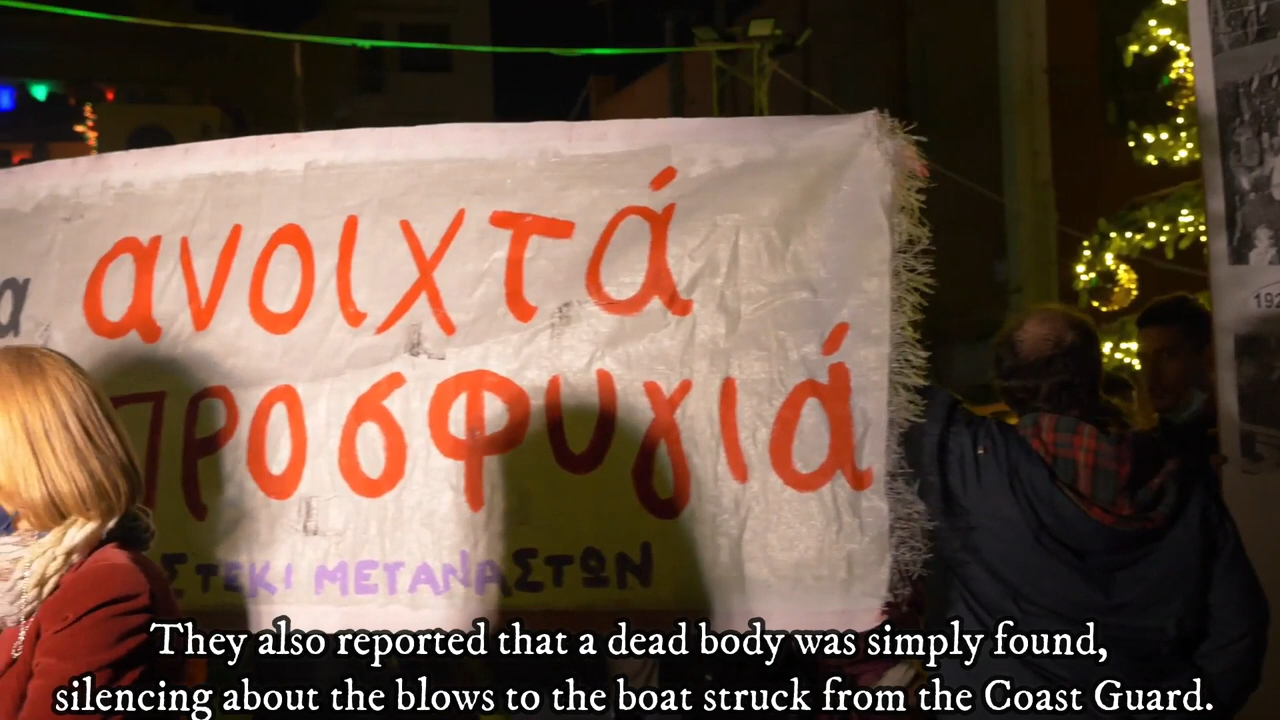 α ανοιχτά
προσφυγιά
ΣΤΕΚΙ ΜΕΤΑΝΑΣΤΩΝ
192
They also reported that a dead body was simply found,
silencing about the blows to the boat struck from the Coast Guard.